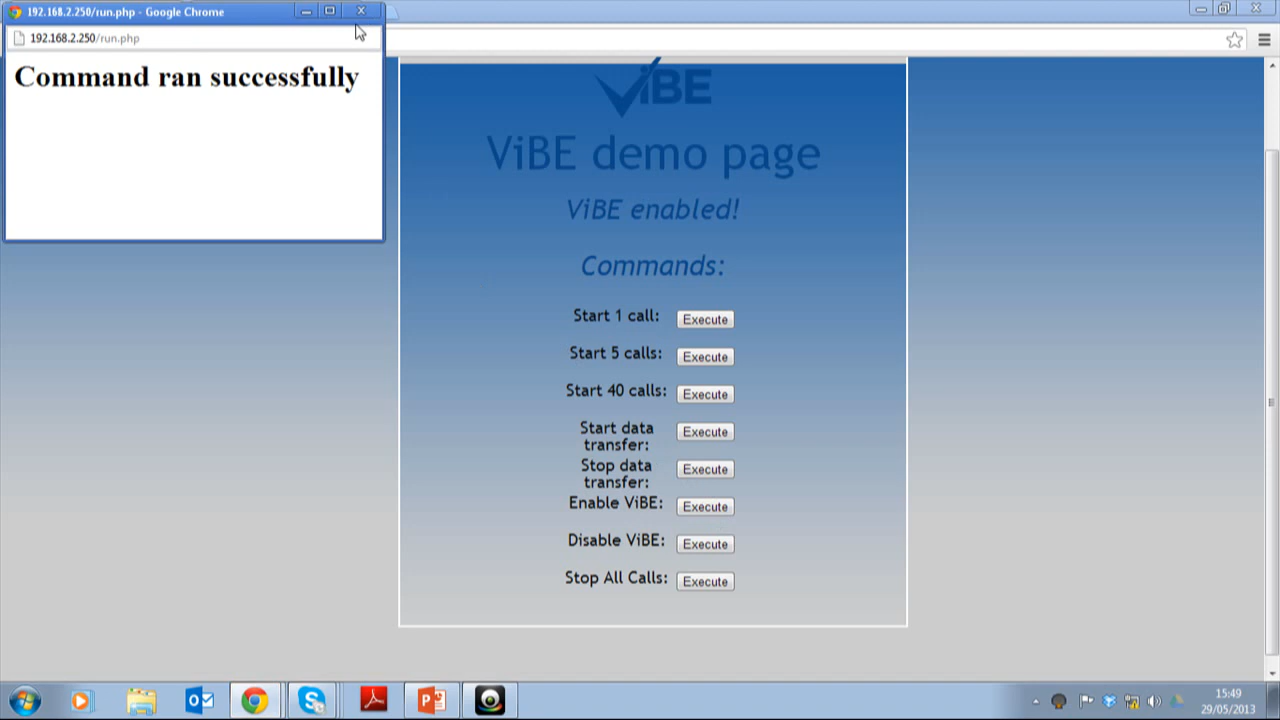 192.168.2.250/run.php - Google Chrome
192.168.2.250/run.php
Command ran successfully
ViBE
ViBE demo page
ViBE enabled!
Commands:
Start 1 call: Execute
Start 5 calls: Execute
Start 40 calls: Execute
Start data
transfer: Execute
Stop data
transfer: Execute
Enable ViBE: Execute
Disable ViBE: Execute
Stop All Calls: Execute
15:49
29/05/2013